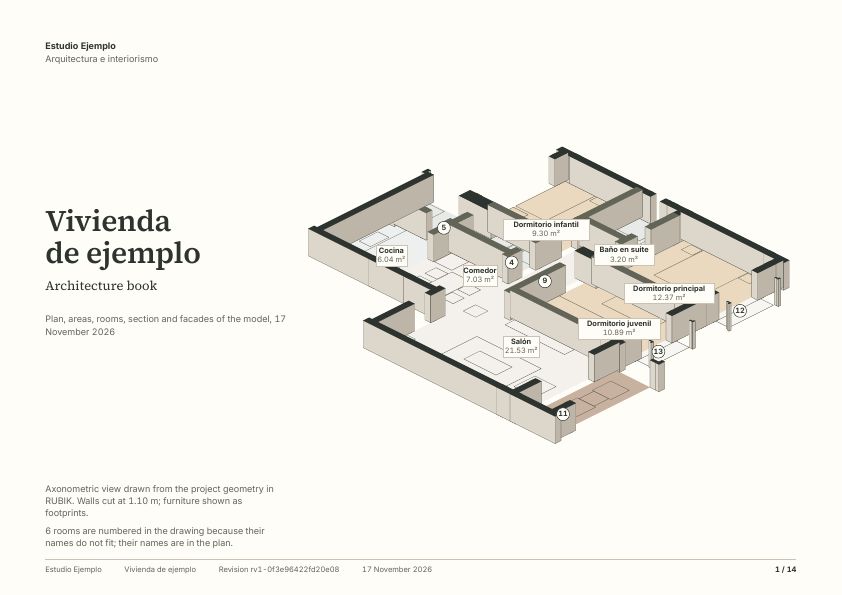 Estudio Ejemplo
Arquitectura e interiorismo
Vivienda
de ejemplo
Architecture book
Plan, areas, rooms, section and facades of the model, 17
November 2026
Dormitorio infantil
9.30 m²
5
Cocina
6.04 m²
Baño en suite
3.20 m²
4
Comedor
7.03 m²
9
Dormitorio principal
12.37 m²
12
Dormitorio juvenil
10.89 m²
Salón
21.53 m²
13
11
Axonometric view drawn from the project geometry in
RUBIK. Walls cut at 1.10 m; furniture shown as
footprints.
6 rooms are numbered in the drawing because their
names do not fit; their names are in the plan.
Estudio Ejemplo Vivienda de ejemplo Revision rv1-0f3e96422fd20e08 17 November 2026 1 / 14